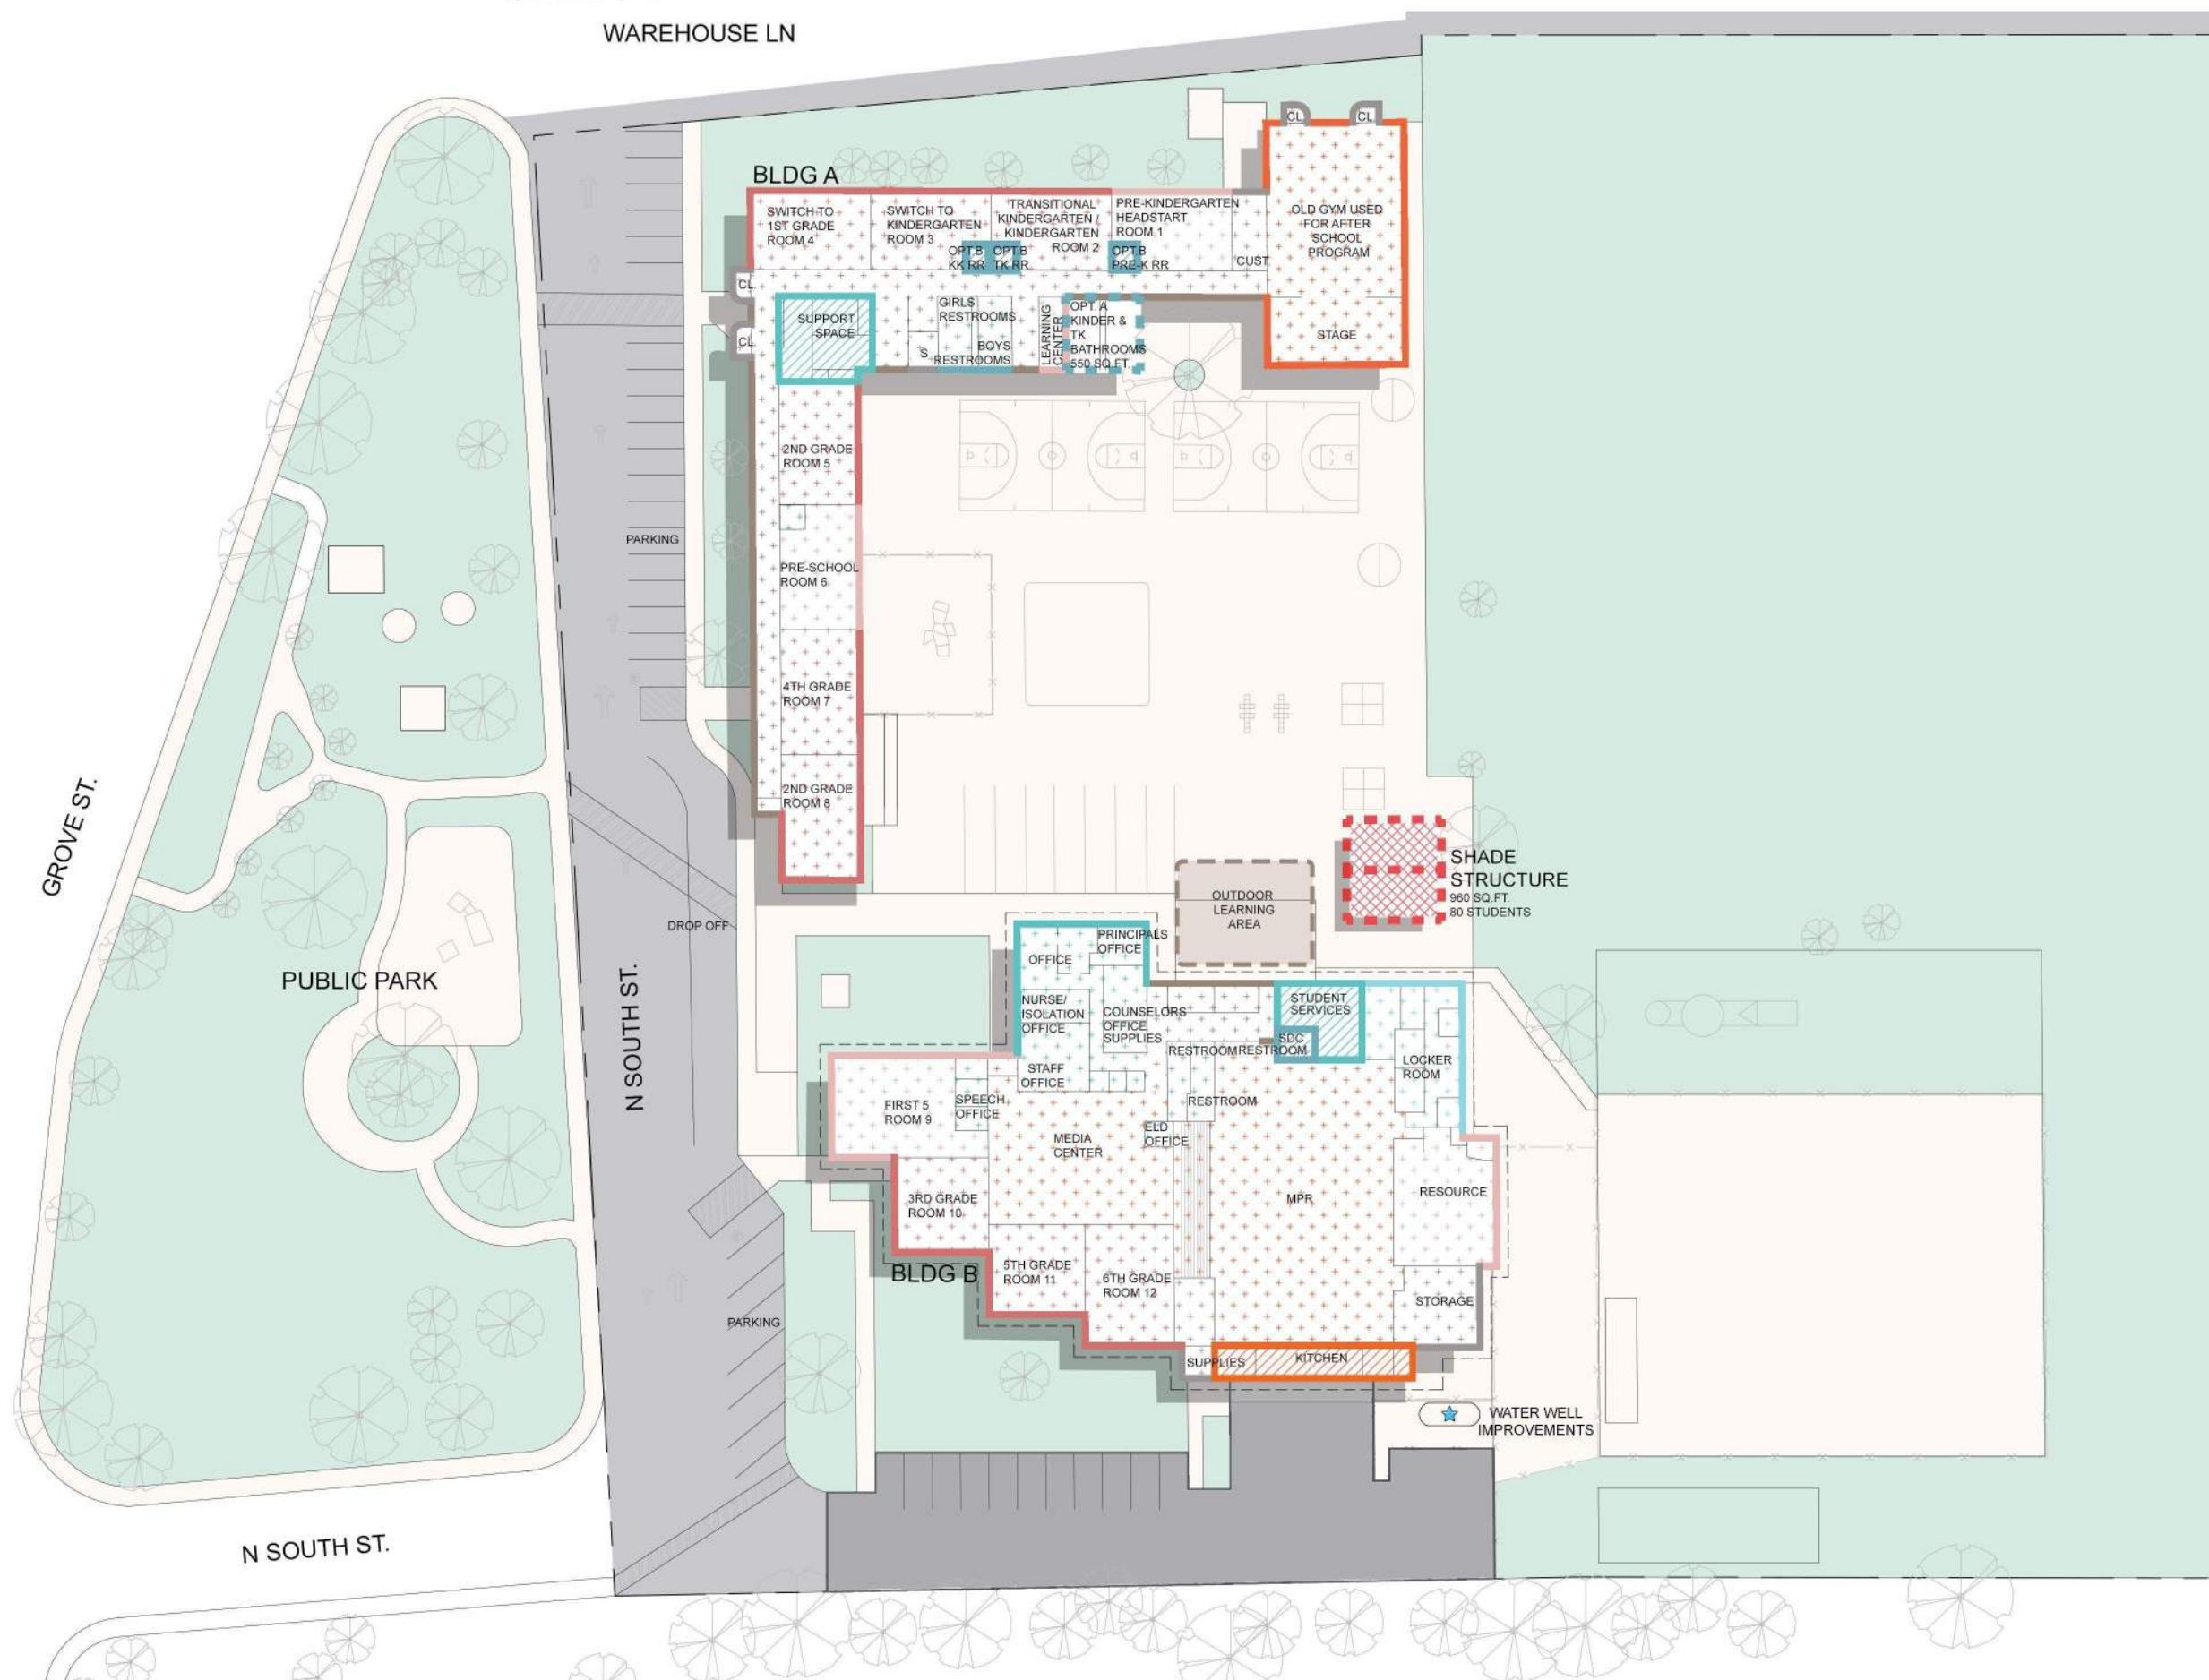 WAREHOUSE LN
CL
CL
BLDG A
SWITCH TO
1ST GRADE
ROOM 4
SWITCH TO
KINDERGARTEN
ROOM 3
TRANSITIONAL
KINDERGARTEN /
KINDERGARTEN
ROOM 2
PRE-KINDERGARTEN
HEADSTART
ROOM 1
OLD GYM USED
FOR AFTER
SCHOOL
PROGRAM
OPT.B
KK RR
OPT.B
TK RR
OPT.B
PRE-K RR
CUST.
CL
CL
SUPPORT
SPACE
GIRLS
RESTROOMS
S
BOYS
RESTROOMS
LEARNING
CENTER
OPT. A
KINDER &
TK
BATHROOMS
550 SQ.FT.
STAGE
2ND GRADE
ROOM 5
PARKING
PRE-SCHOOL
ROOM 6
4TH GRADE
ROOM 7
2ND GRADE
ROOM 8
GROVE ST.
SHADE
STRUCTURE
960 SQ.FT.
80 STUDENTS
OUTDOOR
LEARNING
AREA
DROP OFF
PUBLIC PARK
N SOUTH ST.
PRINCIPALS
OFFICE
OFFICE
NURSE/
ISOLATION
OFFICE
COUNSELORS
OFFICE
SUPPLIES
STUDENT
SERVICES
SDC
RESTROOM
RESTROOM
LOCKER
ROOM
STAFF
OFFICE
FIRST 5
ROOM 9
SPEECH
OFFICE
RESTROOM
MEDIA
CENTER
ELD
OFFICE
3RD GRADE
ROOM 10
MPR
RESOURCE
BLDG B
5TH GRADE
ROOM 11
6TH GRADE
ROOM 12
STORAGE
PARKING
SUPPLIES
KITCHEN
WATER WELL
IMPROVEMENTS
N SOUTH ST.